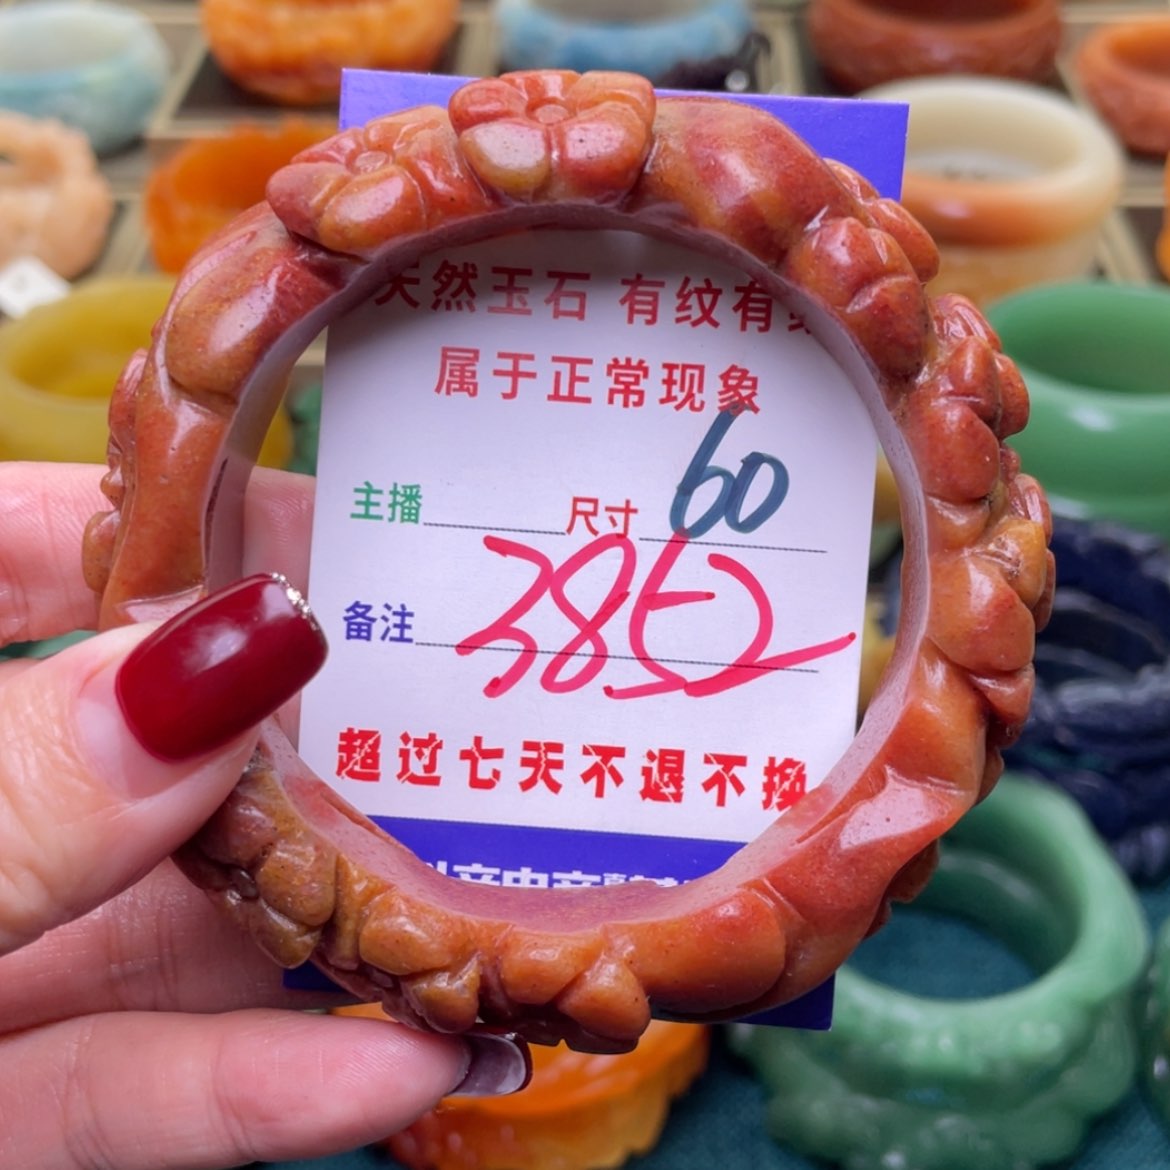 天然玉石 有纹有
属于正常现象
主播 尺寸 60
备注 3852
超过七天不退不换